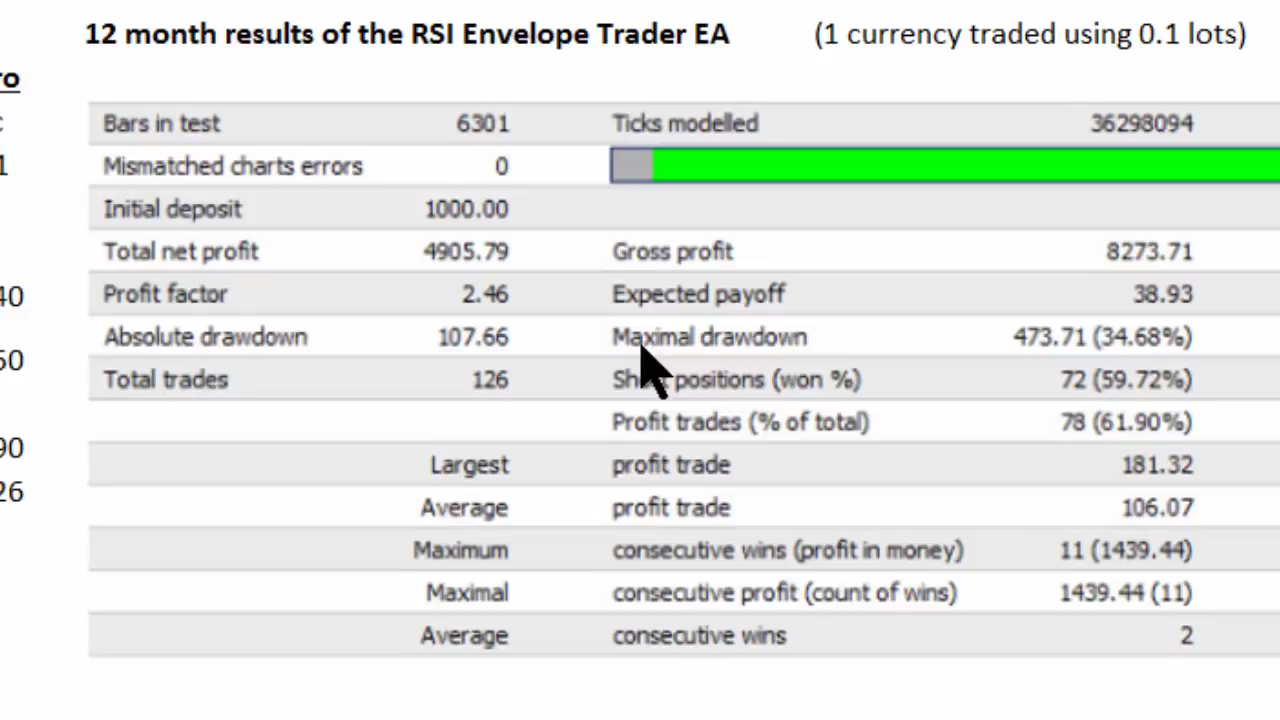 12 month results of the RSI Envelope Trader EA (1 currency traded using 0.1 lots)
Bars in test 6301 Ticks modelled 36298094
Mismatched charts errors 0
Initial deposit 1000.00
Total net profit 4905.79 Gross profit 8273.71
Profit factor 2.46 Expected payoff 38.93
40
Absolute drawdown 107.66 Maximal drawdown 473.71 (34.68%)
50
Total trades 126 positions (won %) 72 (59.72%)
Profit trades (% of total) 78 (61.90%)
90
Largest profit trade 181.32
26
Average profit trade 106.07
Maximum consecutive wins (profit in money) 11 (1439.44)
Maximal consecutive profit (count of wins) 1439.44 (11)
Average consecutive wins 2